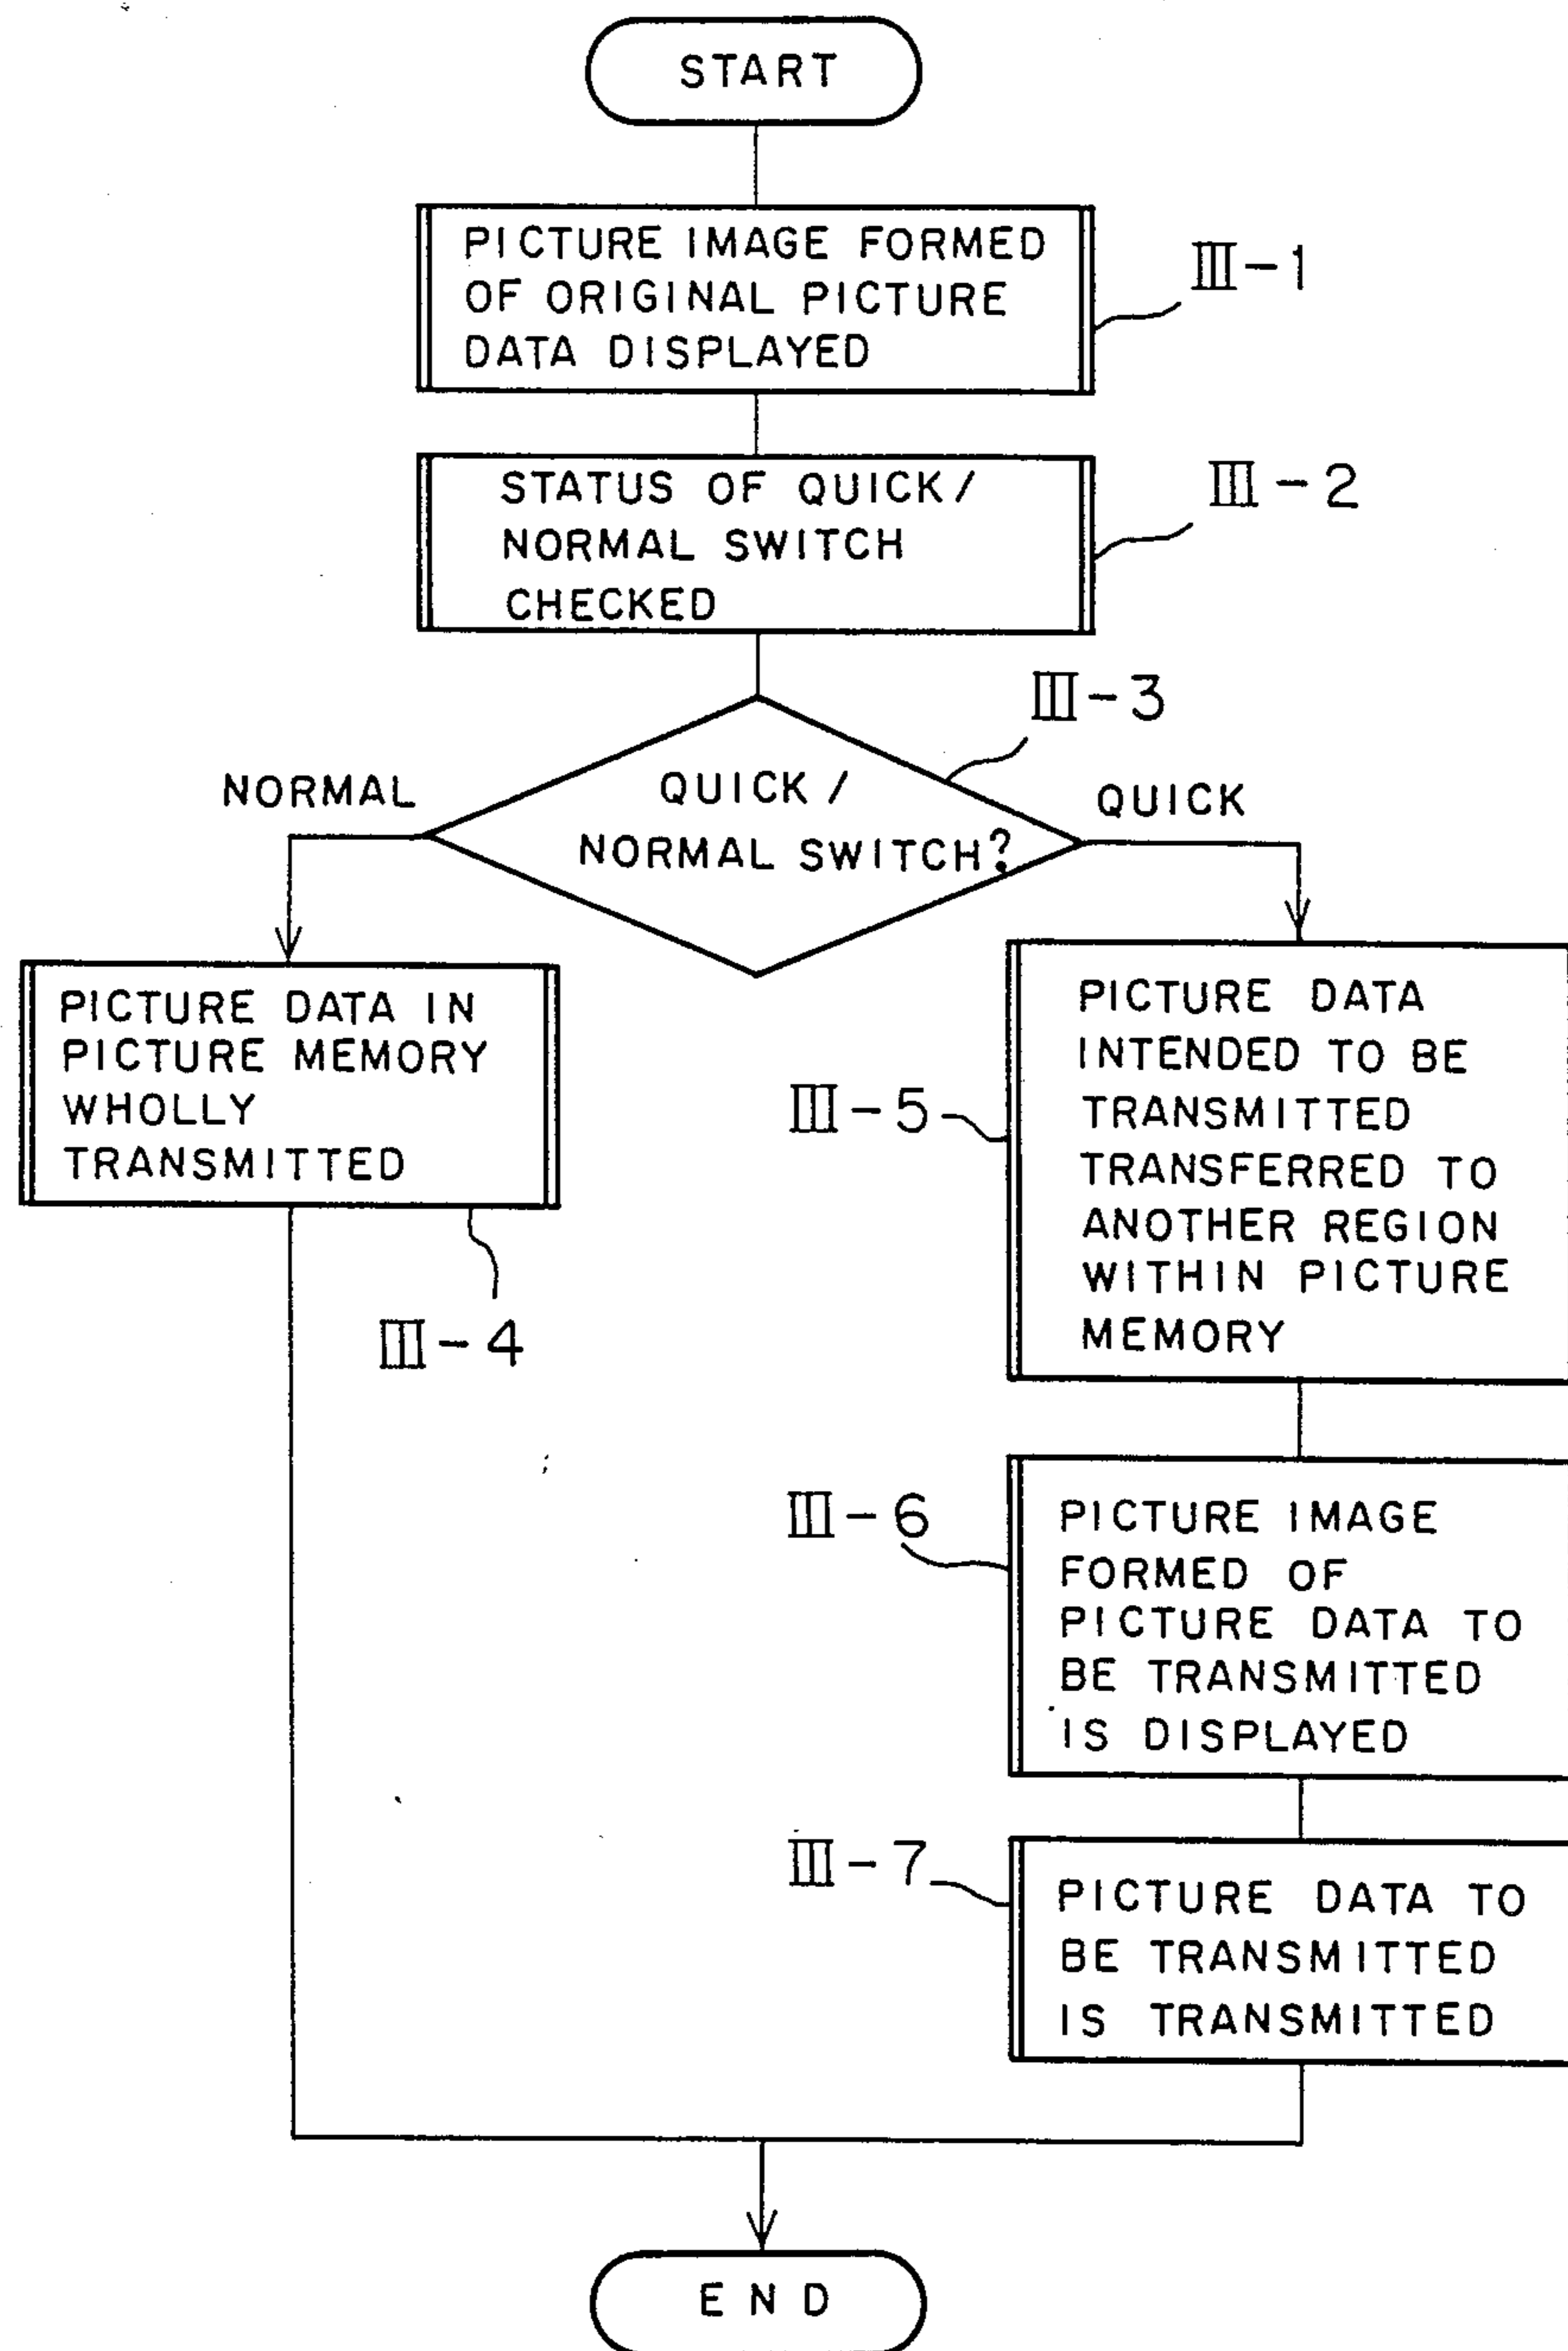 START
PICTURE IMAGE FORMED
OF ORIGINAL PICTURE
DATA DISPLAYED
III-1
STATUS OF QUICK/
NORMAL SWITCH
CHECKED
III-2
III-3
QUICK/
NORMAL SWITCH?
NORMAL
QUICK
PICTURE DATA IN
PICTURE MEMORY
WHOLLY
TRANSMITTED
III-4
PICTURE DATA
INTENDED TO BE
TRANSMITTED
TRANSFERRED TO
ANOTHER REGION
WITHIN PICTURE
MEMORY
III-5
PICTURE IMAGE
FORMED OF
PICTURE DATA TO
BE TRANSMITTED
IS DISPLAYED
III-6
PICTURE DATA TO
BE TRANSMITTED
IS TRANSMITTED
III-7
END